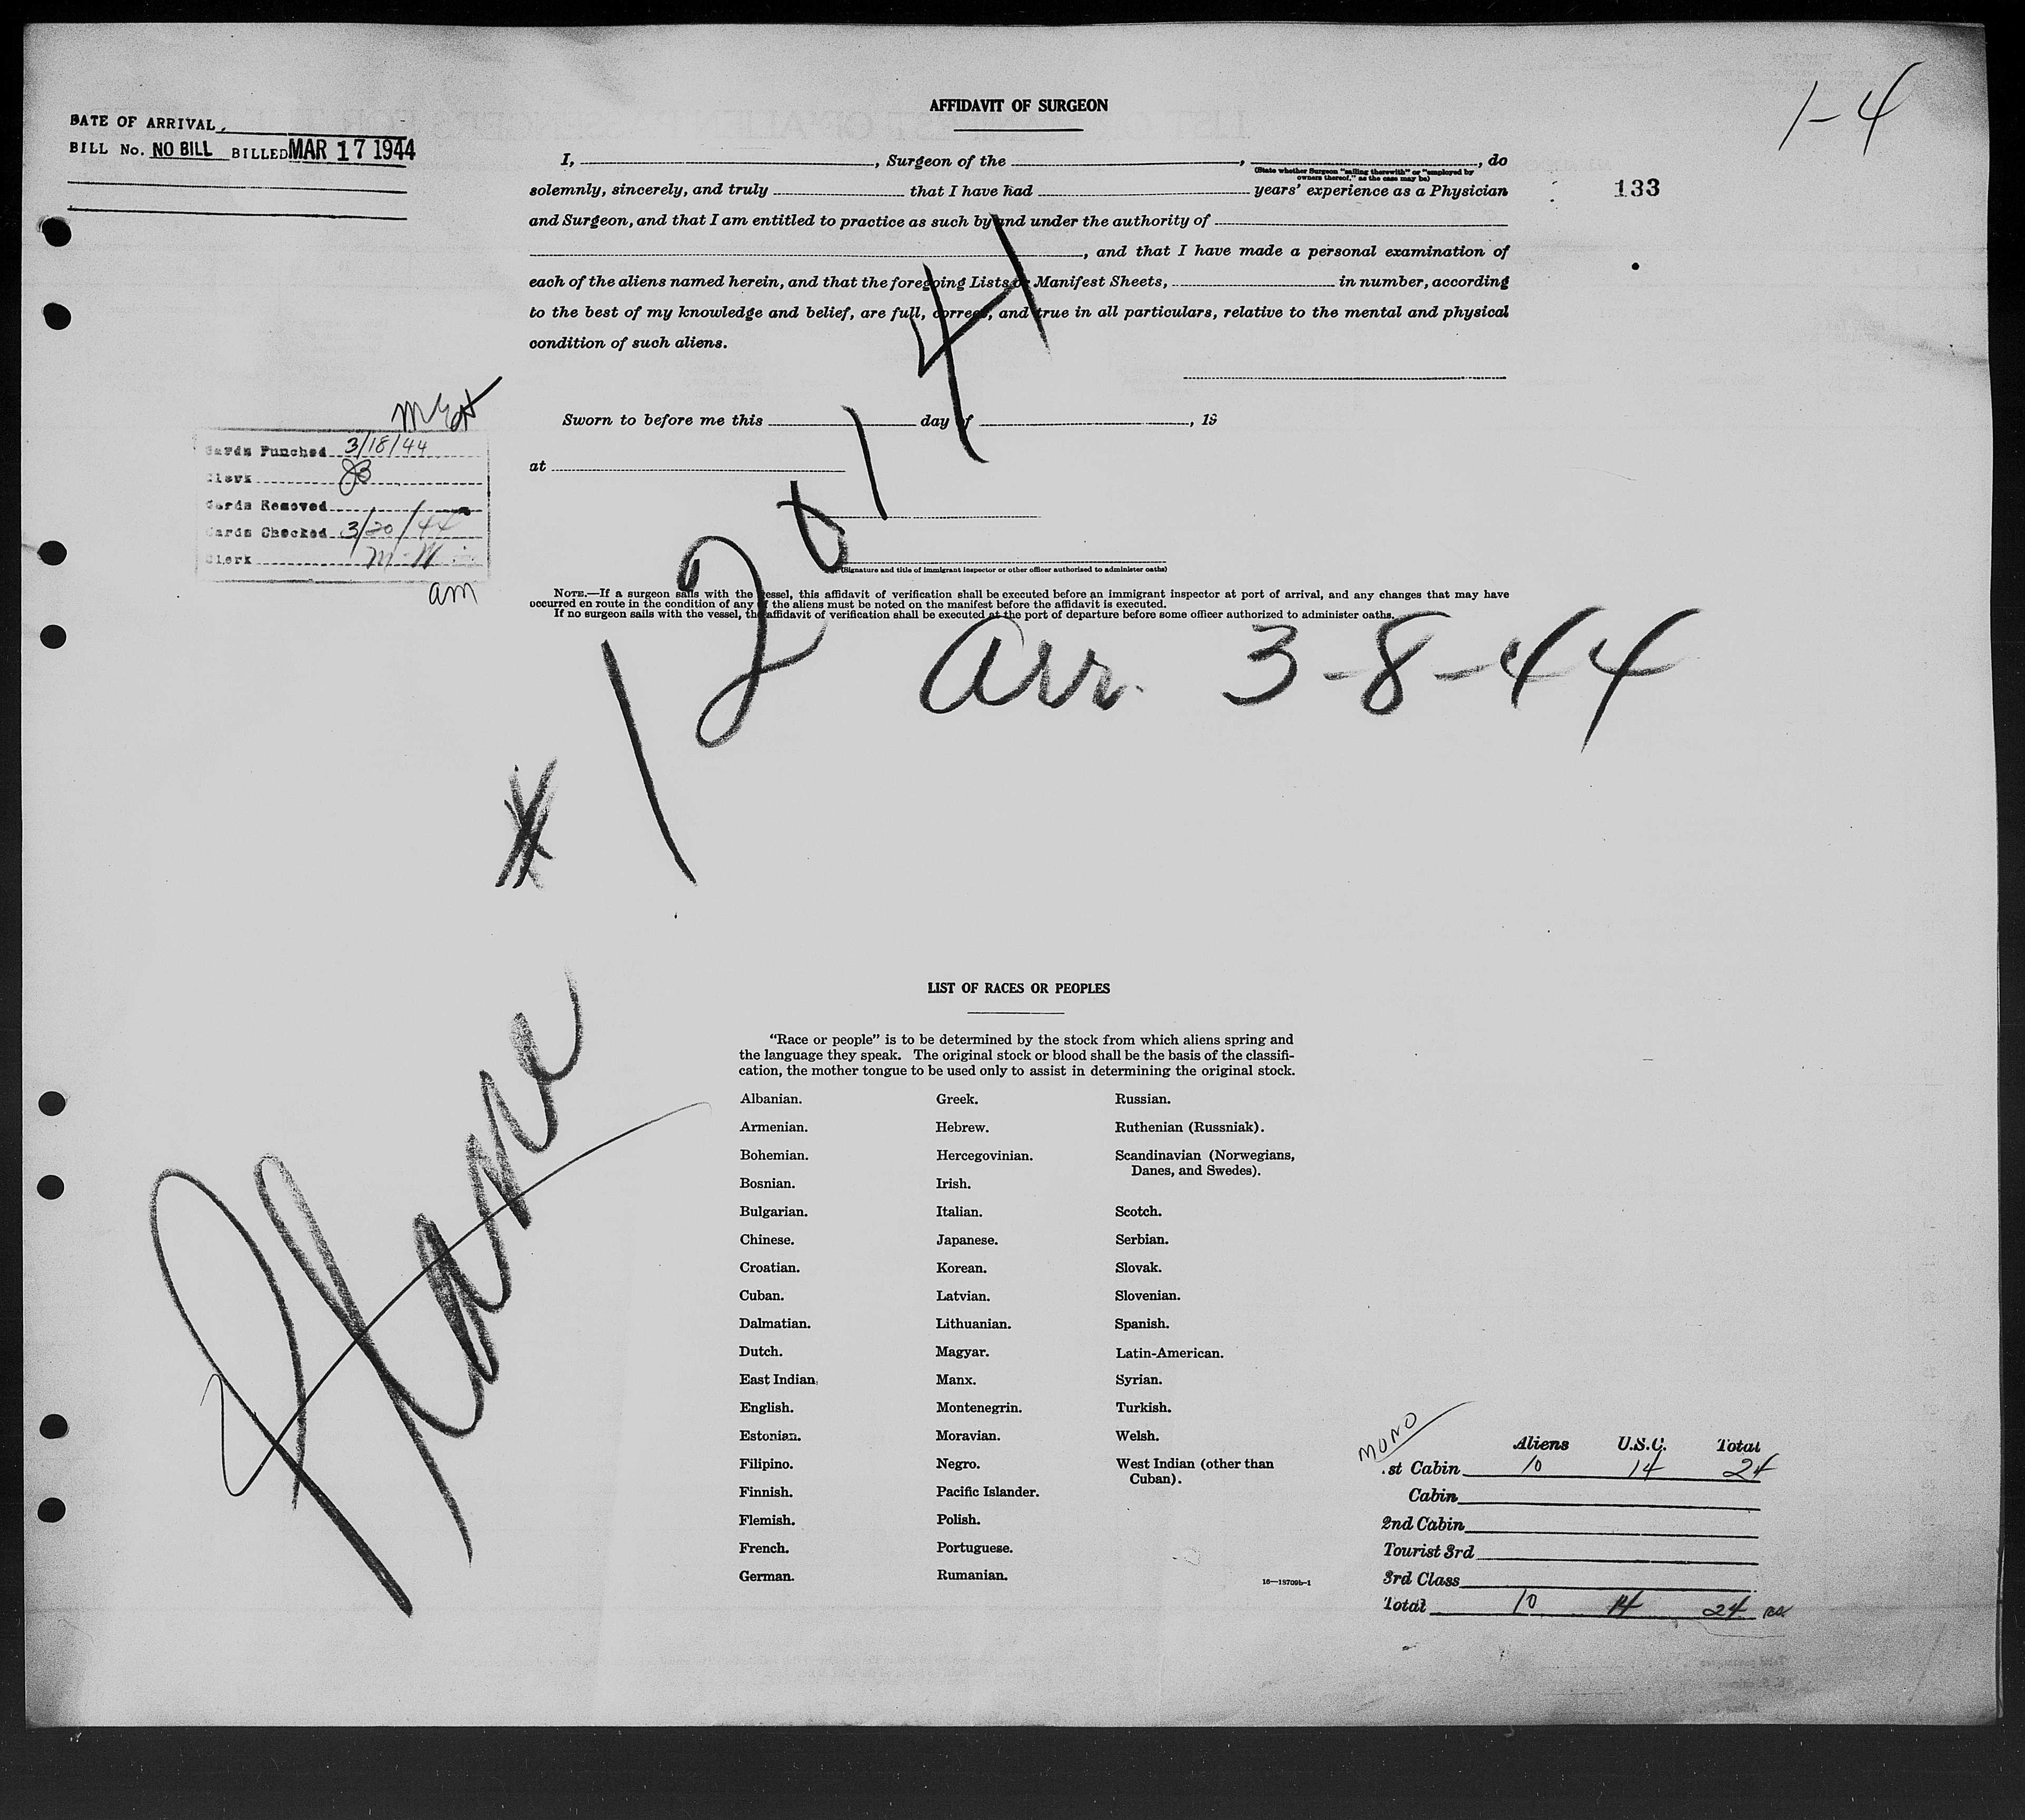 1-4
AFFIDAVIT OF SURGEON
DATE OF ARRIVAL
BILL No. NO BILL BILLED MAR 17 1944
133
I, , Surgeon of the , , do
(State whether Surgeon "sailing therewith" or "employed by
owners thereof," as the case may be)
solemnly, sincerely, and truly that I have had years' experience as a Physician
and Surgeon, and that I am entitled to practice as such by and under the authority of
, and that I have made a personal examination of
each of the aliens named herein, and that the foregoing Lists or Manifest Sheets, in number, according
to the best of my knowledge and belief, are full, correct, and true in all particulars, relative to the mental and physical
condition of such aliens.
Sworn to before me this day of , 19
at
(Signature and title of immigrant inspector or other officer authorized to administer oaths)
Cards Punched 3/18/44
Clerk JB
Cards Removed
Cards Checked 3/20/44
Clerk M.W.
am
NOTE.—If a surgeon sails with the vessel, this affidavit of verification shall be executed before an immigrant inspector at port of arrival, and any changes that may have
occurred en route in the condition of any of the aliens must be noted on the manifest before the affidavit is executed.
If no surgeon sails with the vessel, the affidavit of verification shall be executed at the port of departure before some officer authorized to administer oaths.
arr. 3-8-44
Plane
LIST OF RACES OR PEOPLES
"Race or people" is to be determined by the stock from which aliens spring and
the language they speak. The original stock or blood shall be the basis of the classifi-
cation, the mother tongue to be used only to assist in determining the original stock.
Albanian.
Armenian.
Bohemian.
Bosnian.
Bulgarian.
Chinese.
Croatian.
Cuban.
Dalmatian.
Dutch.
East Indian.
English.
Estonian.
Filipino.
Finnish.
Flemish.
French.
German.
Greek.
Hebrew.
Hercegovinian.
Irish.
Italian.
Japanese.
Korean.
Latvian.
Lithuanian.
Magyar.
Manx.
Montenegrin.
Moravian.
Negro.
Pacific Islander.
Polish.
Portuguese.
Rumanian.
Russian.
Ruthenian (Russniak).
Scandinavian (Norwegians,
Danes, and Swedes).
Scotch.
Serbian.
Slovak.
Slovenian.
Spanish.
Latin-American.
Syrian.
Turkish.
Welsh.
West Indian (other than
Cuban).
16—18709b-1
MONO
Aliens U.S.C. Total
1st Cabin 10 14 24
Cabin
2nd Cabin
Tourist 3rd
3rd Class
Total 10 14 24